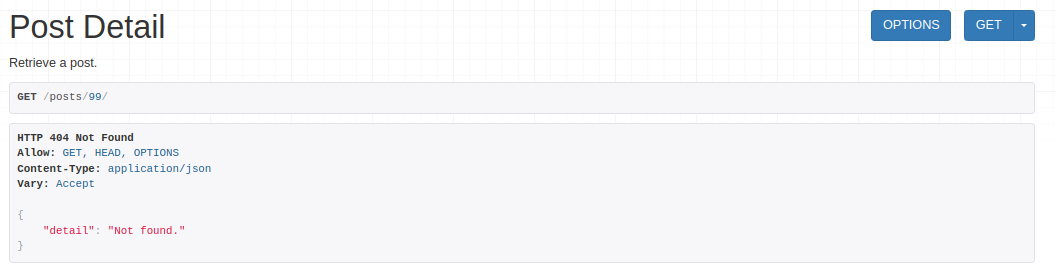 Post Detail
OPTIONS
GET
Retrieve a post.
GET /posts/99/
HTTP 404 Not Found
Allow: GET, HEAD, OPTIONS
Content-Type: application/json
Vary: Accept
{
"detail": "Not found."
}